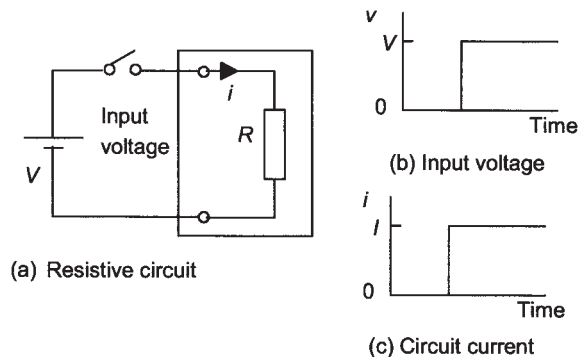 Input
voltage
V
i
R
(a) Resistive circuit
v
V
0
Time
(b) Input voltage
i
I
0
Time
(c) Circuit current